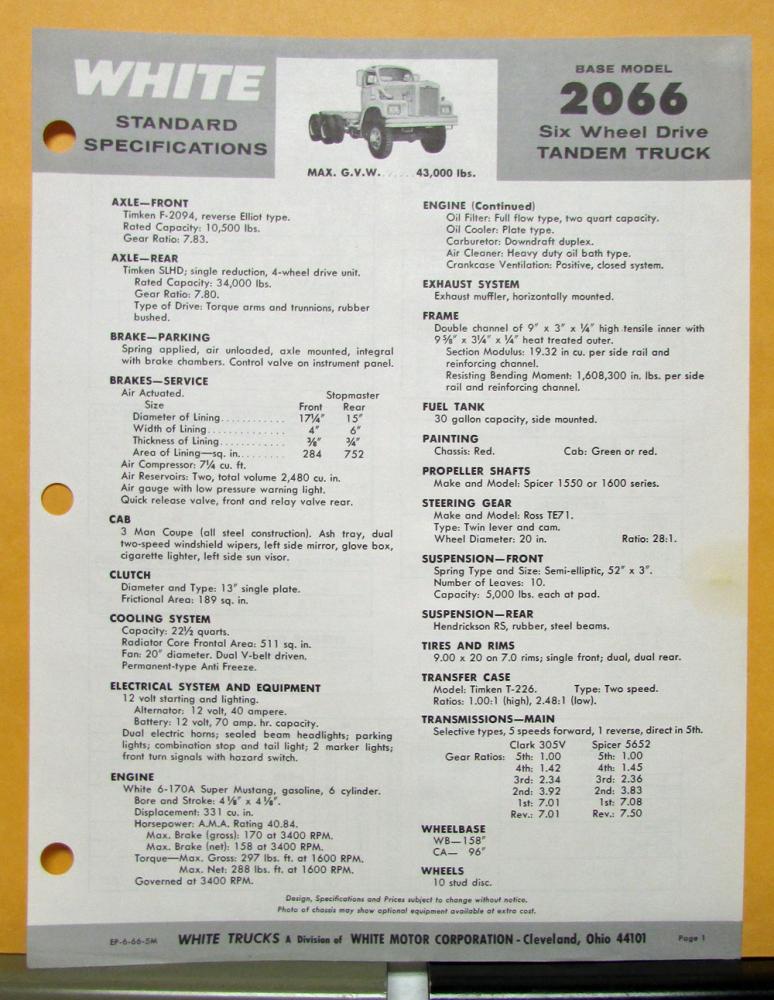 WHITE
STANDARD
SPECIFICATIONS
MAX. G.V.W. ...... 43,000 lbs.
BASE MODEL
2066
Six Wheel Drive
TANDEM TRUCK
AXLE—FRONT
Timken F-2094, reverse Elliot type.
Rated Capacity: 10,500 lbs.
Gear Ratio: 7.83.
AXLE—REAR
Timken SLHD; single reduction, 4-wheel drive unit.
Rated Capacity: 34,000 lbs.
Gear Ratio: 7.80.
Type of Drive: Torque arms and trunnions, rubber
bushed.
BRAKE—PARKING
Spring applied, air unloaded, axle mounted, integral
with brake chambers. Control valve on instrument panel.
BRAKES—SERVICE
Air Actuated. Stopmaster
Size Front Rear
Diameter of Lining............ 17¼" 15"
Width of Lining.............. 4" 6"
Thickness of Lining............ ⅜" ¾"
Area of Lining—sq. in......... 284 752
Air Compressor: 7¼ cu. ft.
Air Reservoirs: Two, total volume 2,480 cu. in.
Air gauge with low pressure warning light.
Quick release valve, front and relay valve rear.
CAB
3 Man Coupe (all steel construction). Ash tray, dual
two-speed windshield wipers, left side mirror, glove box,
cigarette lighter, left side sun visor.
CLUTCH
Diameter and Type: 13" single plate.
Frictional Area: 189 sq. in.
COOLING SYSTEM
Capacity: 22½ quarts.
Radiator Core Frontal Area: 511 sq. in.
Fan: 20" diameter. Dual V-belt driven.
Permanent-type Anti Freeze.
ELECTRICAL SYSTEM AND EQUIPMENT
12 volt starting and lighting.
Alternator: 12 volt, 40 ampere.
Battery: 12 volt, 70 amp. hr. capacity.
Dual electric horns; sealed beam headlights; parking
lights; combination stop and tail light; 2 marker lights;
front turn signals with hazard switch.
ENGINE
White 6-170A Super Mustang, gasoline, 6 cylinder.
Bore and Stroke: 4⅛" x 4⅛".
Displacement: 331 cu. in.
Horsepower: A.M.A. Rating 40.84.
Max. Brake (gross): 170 at 3400 RPM.
Max. Brake (net): 158 at 3400 RPM.
Torque—Max. Gross: 297 lbs. ft. at 1600 RPM.
Max. Net: 288 lbs. ft. at 1600 RPM.
Governed at 3400 RPM.
ENGINE (Continued)
Oil Filter: Full flow type, two quart capacity.
Oil Cooler: Plate type.
Carburetor: Downdraft duplex.
Air Cleaner: Heavy duty oil bath type.
Crankcase Ventilation: Positive, closed system.
EXHAUST SYSTEM
Exhaust muffler, horizontally mounted.
FRAME
Double channel of 9" x 3" x ¼" high tensile inner with
9⅝" x 3¼" x ¼" heat treated outer.
Section Modulus: 19.32 in cu. per side rail and
reinforcing channel.
Resisting Bending Moment: 1,608,300 in. lbs. per side
rail and reinforcing channel.
FUEL TANK
30 gallon capacity, side mounted.
PAINTING
Chassis: Red. Cab: Green or red.
PROPELLER SHAFTS
Make and Model: Spicer 1550 or 1600 series.
STEERING GEAR
Make and Model: Ross TE71.
Type: Twin lever and cam.
Wheel Diameter: 20 in. Ratio: 28:1.
SUSPENSION—FRONT
Spring Type and Size: Semi-elliptic, 52" x 3".
Number of Leaves: 10.
Capacity: 5,000 lbs. each at pad.
SUSPENSION—REAR
Hendrickson RS, rubber, steel beams.
TIRES AND RIMS
9.00 x 20 on 7.0 rims; single front; dual, dual rear.
TRANSFER CASE
Model: Timken T-226. Type: Two speed.
Ratios: 1.00:1 (high), 2.48:1 (low).
TRANSMISSIONS—MAIN
Selective types, 5 speeds forward, 1 reverse, direct in 5th.
Clark 305V Spicer 5652
Gear Ratios: 5th: 1.00 5th: 1.00
4th: 1.42 4th: 1.45
3rd: 2.34 3rd: 2.36
2nd: 3.92 2nd: 3.83
1st: 7.01 1st: 7.08
Rev.: 7.01 Rev.: 7.50
WHEELBASE
WB—158"
CA— 96"
WHEELS
10 stud disc.
Design, Specifications and Prices subject to change without notice.
Photo of chassis may show optional equipment available at extra cost.
EP-6-66-5M WHITE TRUCKS A Division of WHITE MOTOR CORPORATION - Cleveland, Ohio 44101 Page 1